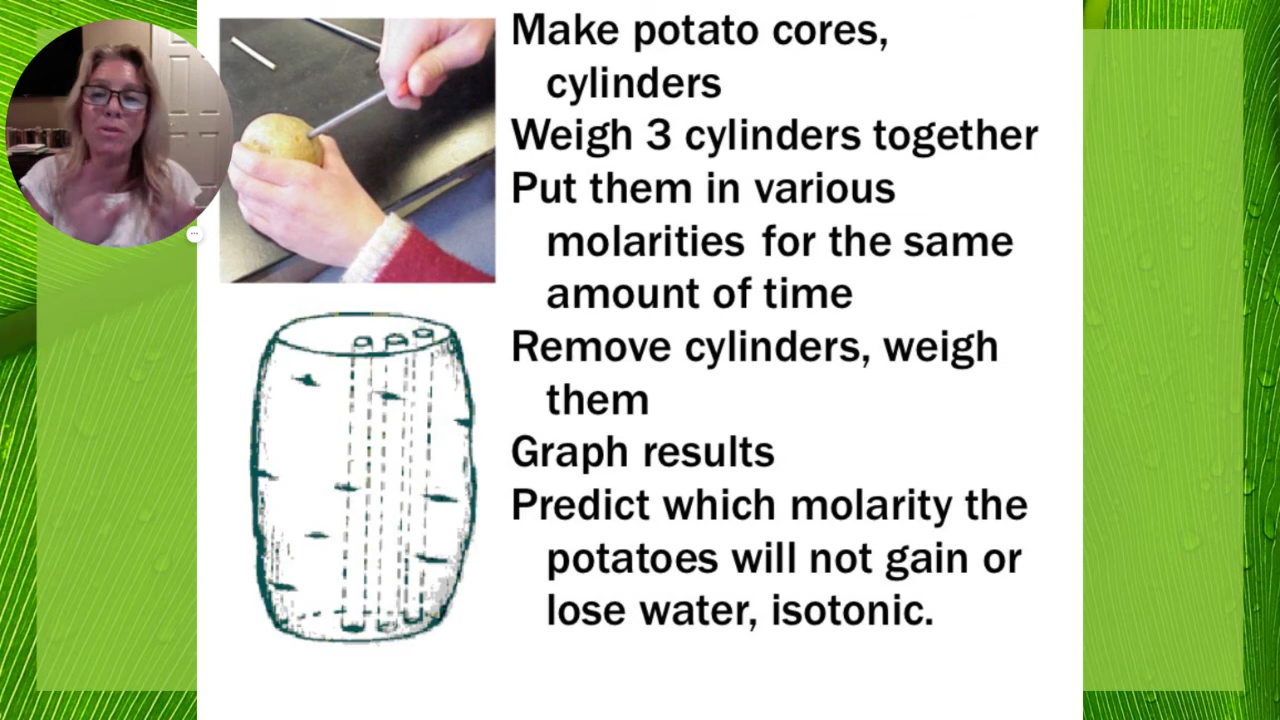 Make potato cores,
cylinders
Weigh 3 cylinders together
Put them in various
molarities for the same
amount of time
Remove cylinders, weigh
them
Graph results
Predict which molarity the
potatoes will not gain or
lose water, isotonic.